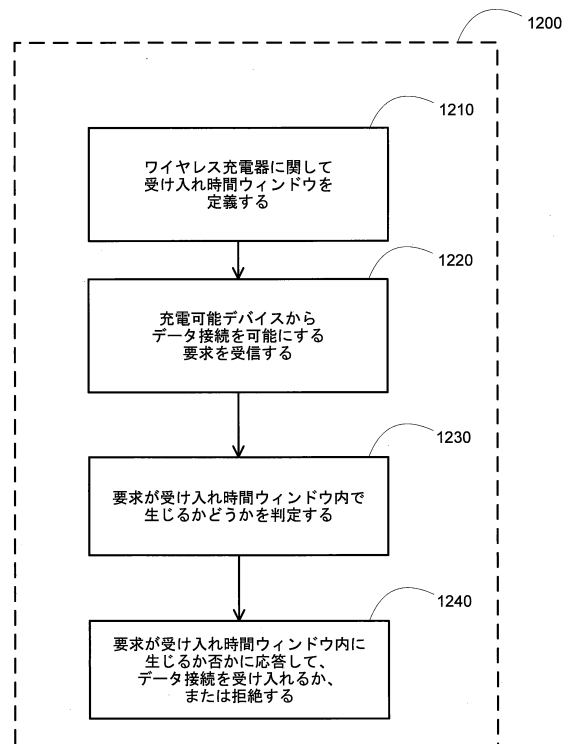 1200
1210
ワイヤレス充電器に関して
受け入れ時間ウィンドウを
定義する
1220
充電可能デバイスから
データ接続を可能にする
要求を受信する
1230
要求が受け入れ時間ウィンドウ内で
生じるかどうかを判定する
1240
要求が受け入れ時間ウィンドウ内に
生じるか否かに応答して、
データ接続を受け入れるか、
または拒絶する